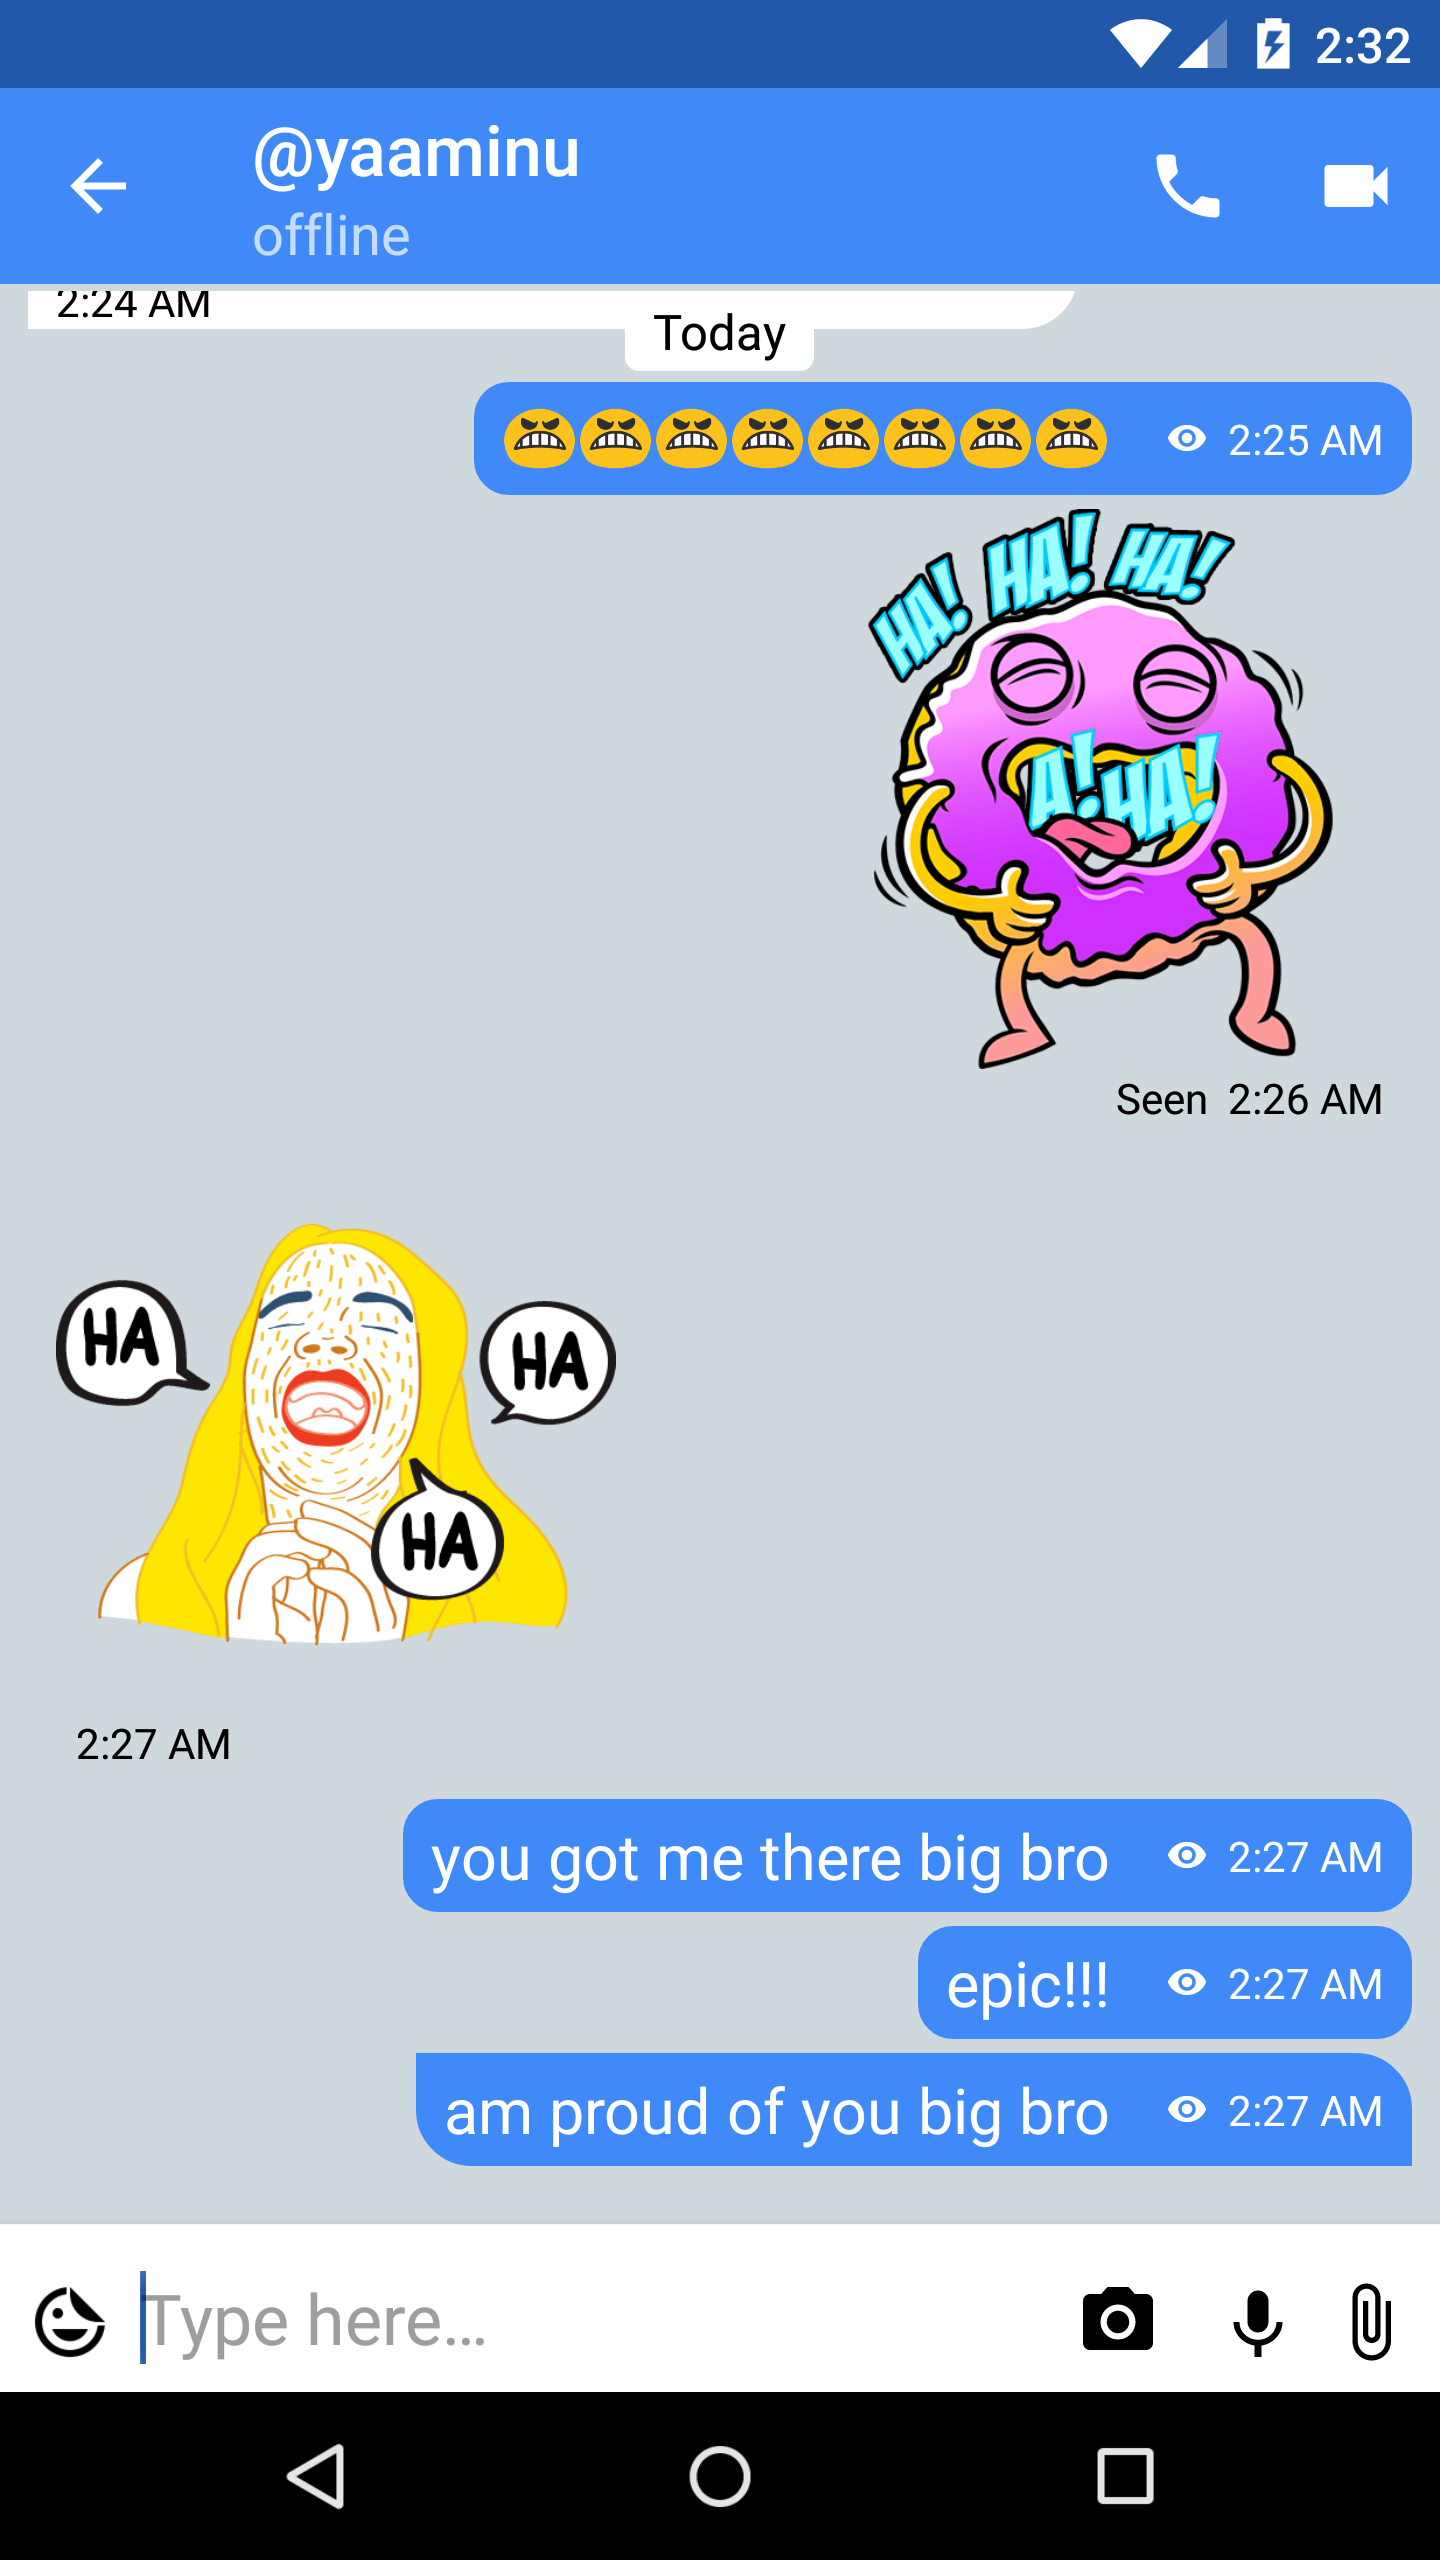 2:32
@yaaminu
offline
2:24 AM
Today
😬😬😬😬😬😬😬😬 2:25 AM
HA! HA! HA!
A! HA!
Seen 2:26 AM
HA
HA
HA
2:27 AM
you got me there big bro 2:27 AM
epic!!! 2:27 AM
am proud of you big bro 2:27 AM
Type here...